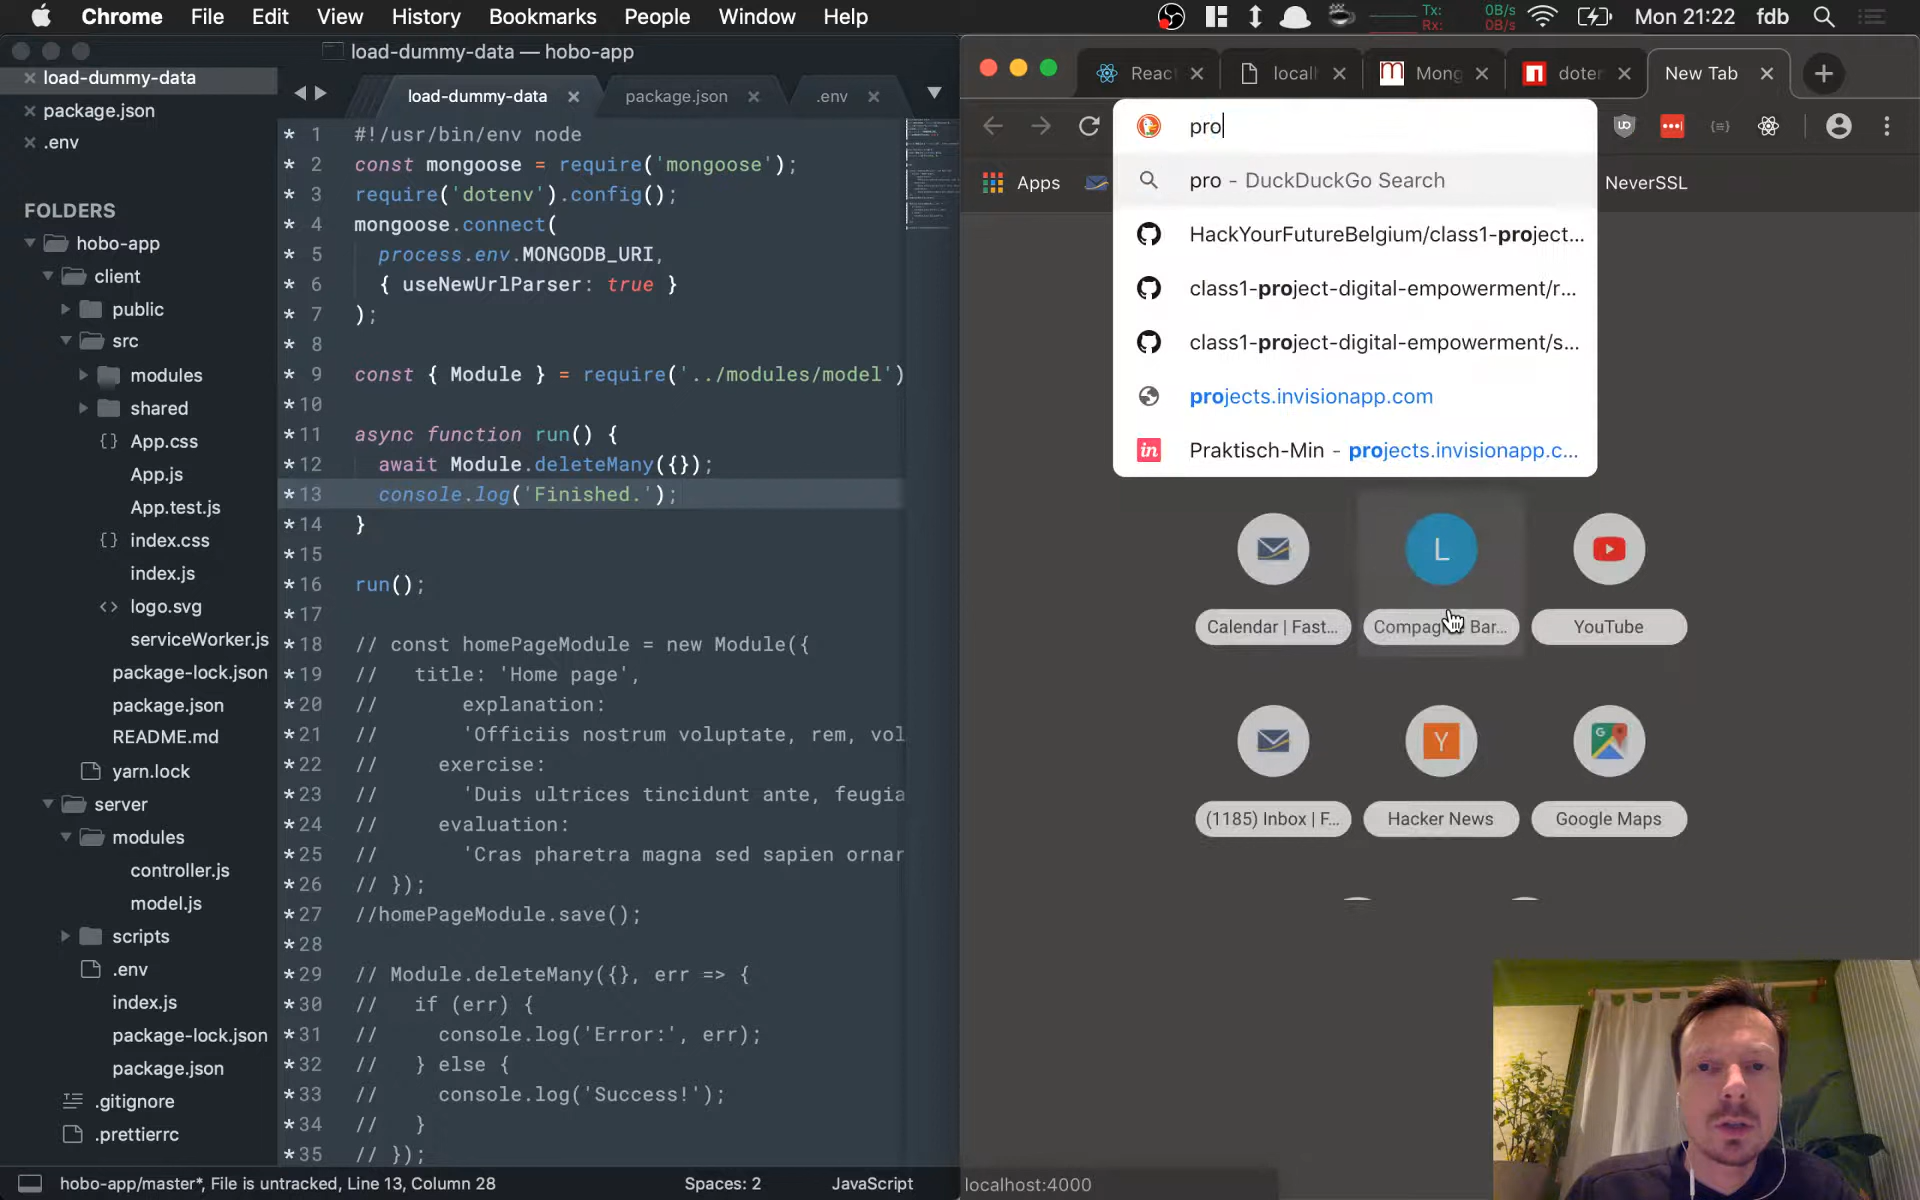 Chrome File Edit View History Bookmarks People Window Help
Tx: 0B/s
Rx: 0B/s
Mon 21:22 fdb
load-dummy-data — hobo-app
load-dummy-data
package.json
.env
FOLDERS
hobo-app
client
public
src
modules
shared
App.css
App.js
App.test.js
index.css
index.js
logo.svg
serviceWorker.js
package-lock.json
package.json
README.md
yarn.lock
server
modules
controller.js
model.js
scripts
.env
index.js
package-lock.json
package.json
.gitignore
.prettierrc
load-dummy-data package.json .env
1 #!/usr/bin/env node
2 const mongoose = require('mongoose');
3 require('dotenv').config();
4 mongoose.connect(
5 process.env.MONGODB_URI,
6 { useNewUrlParser: true }
7 );
8
9 const { Module } = require('../modules/model')
10
11 async function run() {
12 await Module.deleteMany({});
13 console.log('Finished.');
14 }
15
16 run();
17
18 // const homePageModule = new Module({
19 // title: 'Home page',
20 // explanation:
21 // 'Officiis nostrum voluptate, rem, vol
22 // exercise:
23 // 'Duis ultrices tincidunt ante, feugia
24 // evaluation:
25 // 'Cras pharetra magna sed sapien ornar
26 // });
27 //homePageModule.save();
28
29 // Module.deleteMany({}, err => {
30 // if (err) {
31 // console.log('Error:', err);
32 // } else {
33 // console.log('Success!');
34 // }
35 // });
hobo-app/master*, File is untracked, Line 13, Column 28 Spaces: 2 JavaScript
React locall Mong doter New Tab
pro
pro - DuckDuckGo Search
HackYourFutureBelgium/class1-project...
class1-project-digital-empowerment/r...
class1-project-digital-empowerment/s...
projects.invisionapp.com
in Praktisch-Min - projects.invisionapp.c...
Apps NeverSSL
L
Calendar | Fast... Compagn Bar... YouTube
Y
(1185) Inbox | F... Hacker News Google Maps
localhost:4000